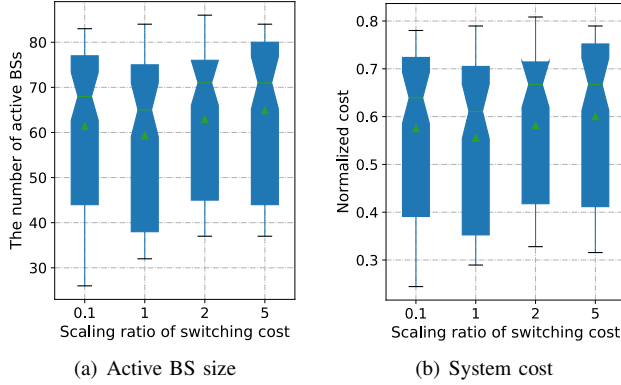 The number of active BSs
80
70
60
50
40
30
0.1 1 2 5
Scaling ratio of switching cost
(a) Active BS size
Normalized cost
0.8
0.7
0.6
0.5
0.4
0.3
0.1 1 2 5
Scaling ratio of switching cost
(b) System cost